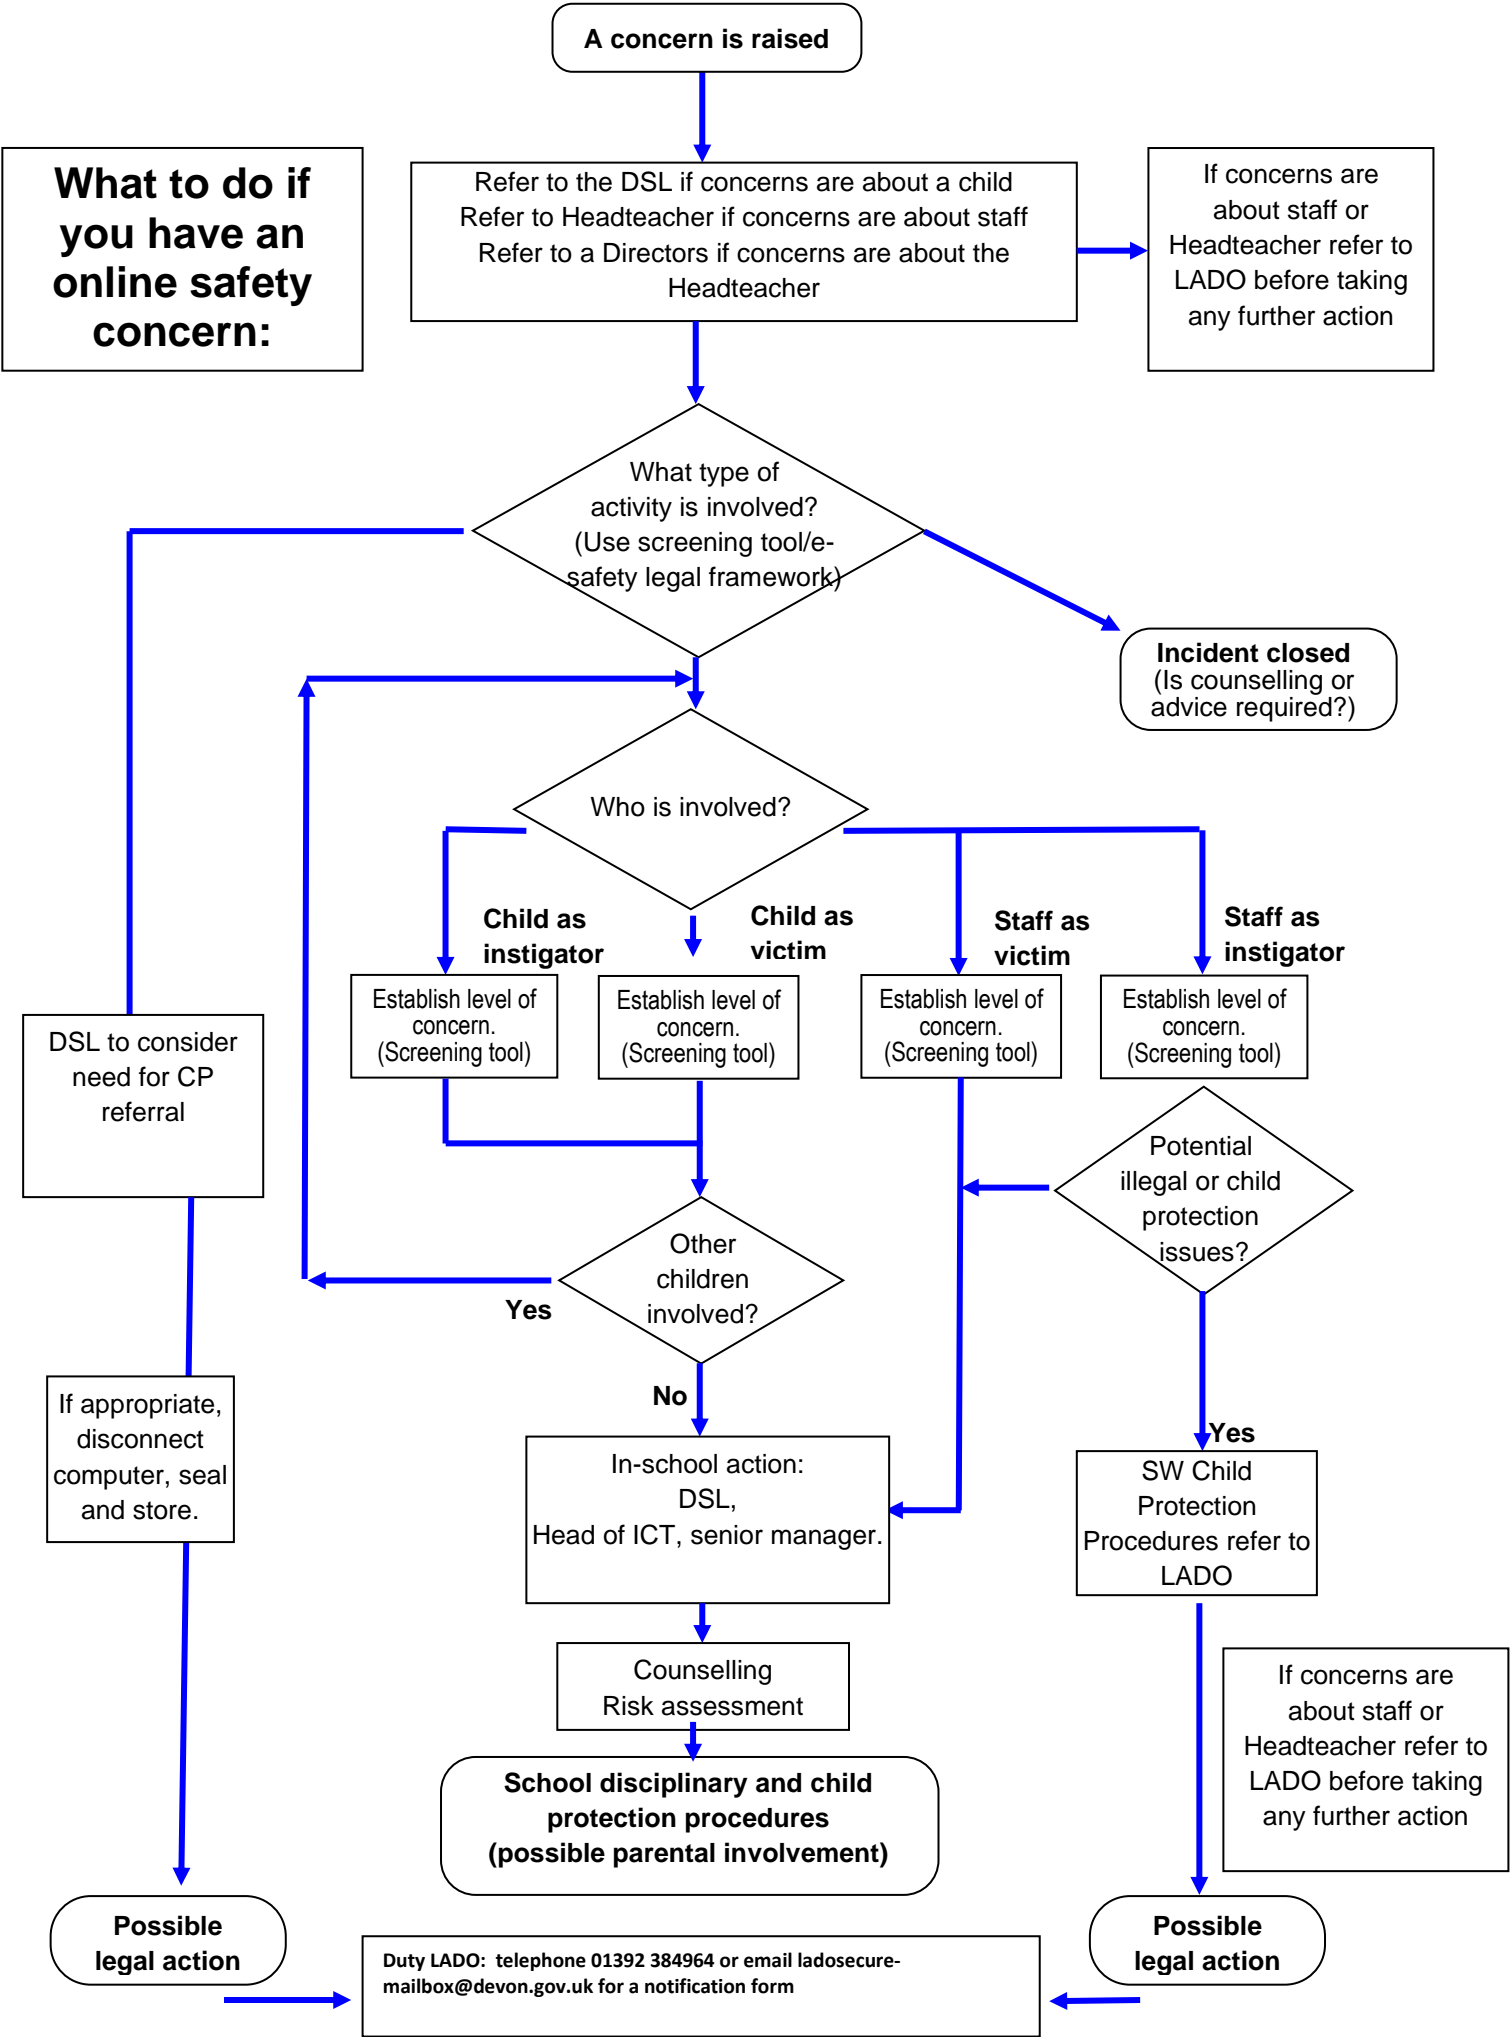 A concern is raised
What to do if
you have an
online safety
concern:
Refer to the DSL if concerns are about a child
Refer to Headteacher if concerns are about staff
Refer to a Directors if concerns are about the
Headteacher
If concerns are
about staff or
Headteacher refer to
LADO before taking
any further action
What type of
activity is involved?
(Use screening tool/e-
safety legal framework)
Incident closed
(Is counselling or
advice required?)
Who is involved?
Child as
instigator
Child as
victim
Staff as
victim
Staff as
instigator
Establish level of
concern.
(Screening tool)
Establish level of
concern.
(Screening tool)
Establish level of
concern.
(Screening tool)
Establish level of
concern.
(Screening tool)
DSL to consider
need for CP
referral
Potential
illegal or child
protection
issues?
Other
children
involved?
Yes
No
If appropriate,
disconnect
computer, seal
and store.
In-school action:
DSL,
Head of ICT, senior manager.
Yes
SW Child
Protection
Procedures refer to
LADO
Counselling
Risk assessment
If concerns are
about staff or
Headteacher refer to
LADO before taking
any further action
School disciplinary and child
protection procedures
(possible parental involvement)
Possible
legal action
Possible
legal action
Duty LADO: telephone 01392 384964 or email ladosecure-
mailbox@devon.gov.uk for a notification form